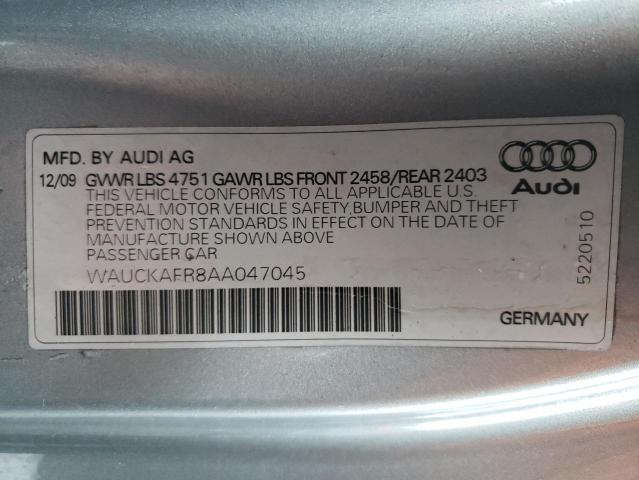 MFD. BY AUDI AG
12/09 GVWR LBS 4751 GAWR LBS FRONT 2458/REAR 2403
THIS VEHICLE CONFORMS TO ALL APPLICABLE U.S.
FEDERAL MOTOR VEHICLE SAFETY,BUMPER AND THEFT
PREVENTION STANDARDS IN EFFECT ON THE DATE OF
MANUFACTURE SHOWN ABOVE
PASSENGER CAR
WAUCKAFR8AA047045
Audi
5220510
GERMANY